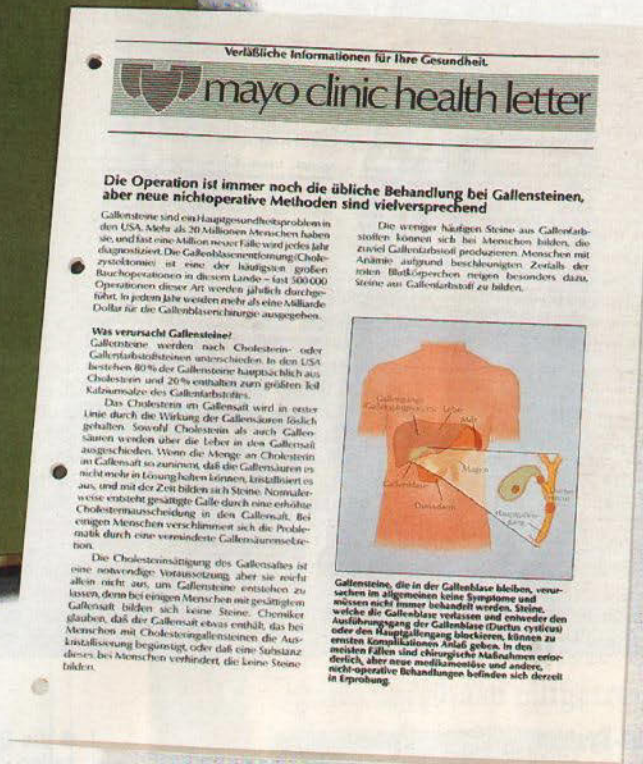 Verläßliche Informationen für Ihre Gesundheit.
mayo clinic health letter
Die Operation ist immer noch die übliche Behandlung bei Gallensteinen,
aber neue nichtoperative Methoden sind vielversprechend
Gallensteine sind ein Hauptgesundheitsproblem in
den USA. Mehr als 20 Millionen Menschen haben
sie, und fast eine Million neuer Fälle wird jedes Jahr
diagnostiziert. Die Gallenblasenentfernung (Chole-
zystektomie) ist eine der häufigsten großen
Bauchoperationen in diesem Lande – fast 500 000
Operationen dieser Art werden jährlich durchge-
führt. In jedem Jahr werden mehr als eine Milliarde
Dollar für die Gallenblasenchirurgie ausgegeben.
Was verursacht Gallensteine?
Gallensteine werden nach Cholesterin- oder
Gallenfarbstoffsteinen unterschieden. In den USA
bestehen 80 % der Gallensteine hauptsächlich aus
Cholesterin und 20 % enthalten zum größten Teil
Kalziumsalze des Gallenfarbstoffes.
Das Cholesterin im Gallensaft wird in erster
Linie durch die Wirkung der Gallensäuren löslich
gehalten. Sowohl Cholesterin als auch Gallen-
säuren werden über die Leber in den Gallensaft
ausgeschieden. Wenn die Menge an Cholesterin
im Gallensaft so zunimmt, daß die Gallensäuren es
nicht mehr in Lösung halten können, kristallisiert es
aus, und mit der Zeit bilden sich Steine. Normaler-
weise entsteht gesättigte Galle durch eine erhöhte
Cholesterinausscheidung in den Gallensaft. Bei
einigen Menschen verschlimmert sich die Proble-
matik durch eine verminderte Gallensäurensekre-
tion.
Die Cholesterinsättigung des Gallensaftes ist
eine notwendige Voraussetzung, aber sie reicht
allein nicht aus, um Gallensteine entstehen zu
lassen, denn bei einigen Menschen mit gesättigtem
Gallensaft bilden sich keine Steine. Chemiker
glauben, daß der Gallensaft etwas enthält, das bei
Menschen mit Cholesteringallensteinen die Aus-
kristallisierung begünstigt, oder daß eine Substanz
dieses bei Menschen verhindert, die keine Steine
bilden.
Die weniger häufigen Steine aus Gallenfarb-
stoffen können sich bei Menschen bilden, die
zuviel Gallenfarbstoff produzieren. Menschen mit
Anämie aufgrund beschleunigten Zerfalls der
roten Blutkörperchen neigen besonders dazu,
Steine aus Gallenfarbstoff zu bilden.
Leber
Milz
Magen
Gallenblase
Duodenum
Gallensteine, die in der Gallenblase bleiben, verur-
sachen im allgemeinen keine Symptome und
müssen nicht immer behandelt werden. Steine,
welche die Gallenblase verlassen und entweder den
Ausführungsgang der Gallenblase (Ductus cysticus)
oder den Hauptgallengang blockieren, können zu
ernsten Komplikationen Anlaß geben. In den
meisten Fällen sind chirurgische Maßnahmen erfor-
derlich, aber neue medikamentöse und andere,
nicht-operative Behandlungen befinden sich derzeit
in Erprobung.